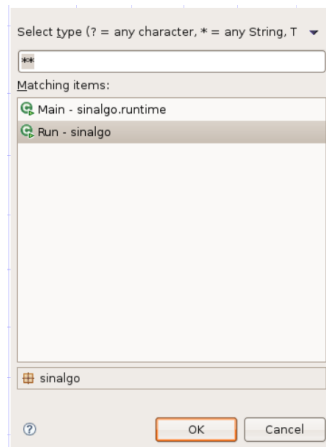 Select type (? = any character, * = any String, T
**
Matching items:
Main - sinalgo.runtime
Run - sinalgo
sinalgo
?
OK
Cancel